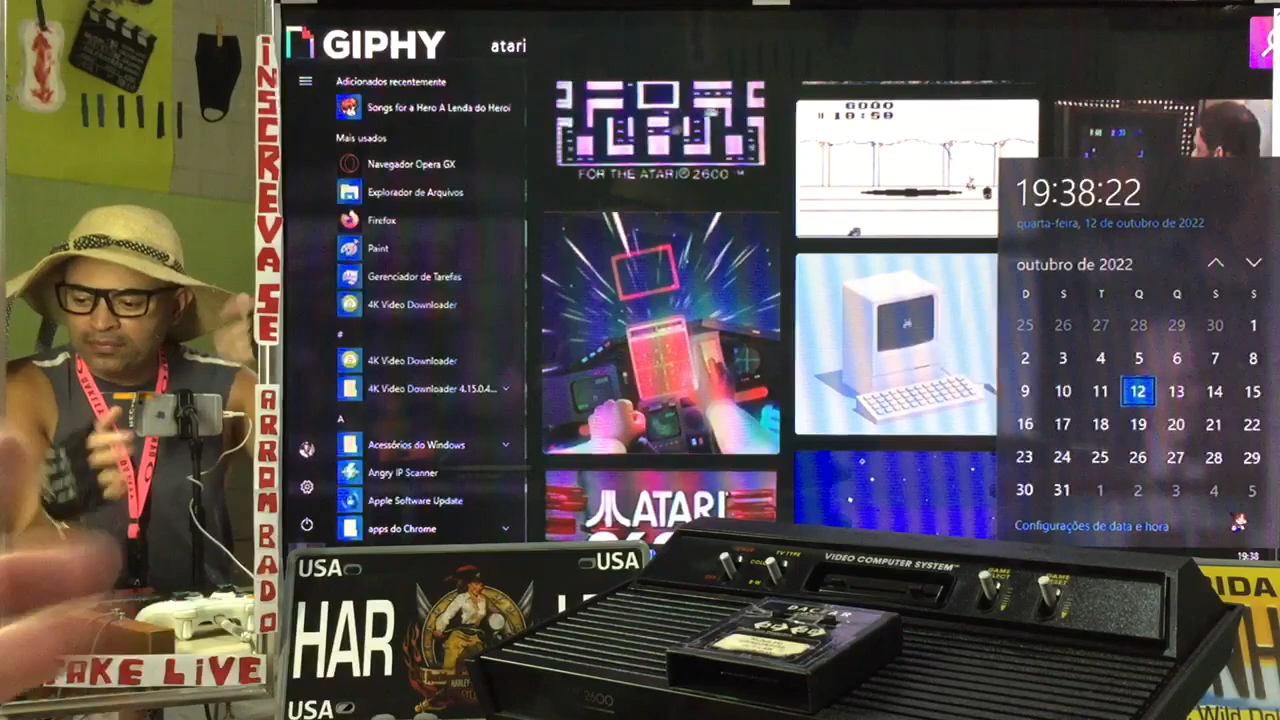 INSCREVA SE
ARROMBADO
FAKE LIVE
GIPHY
atari
Adicionados recentemente
Songs for a Hero A Lenda do Heroi
Mais usados
Navegador Opera GX
Explorador de Arquivos
Firefox
Paint
Gerenciador de Tarefas
4K Video Downloader
#
4K Video Downloader
4K Video Downloader 4.15.0.4...
A
Acessórios do Windows
Angry IP Scanner
Apple Software Update
apps do Chrome
FOR THE ATARI® 2600 ™
6000
10:58
ATARI
19:38:22
quarta-feira, 12 de outubro de 2022
outubro de 2022
D S T Q Q S S
25 26 27 28 29 30 1
2 3 4 5 6 7 8
9 10 11 12 13 14 15
16 17 18 19 20 21 22
23 24 25 26 27 28 29
30 31 1 2 3 4 5
Configurações de data e hora
19:38
USA
USA
HAR
USA
VIDEO COMPUTER SYSTEM™
TV TYPE
B-W
GAME
GAME
2600
IDA